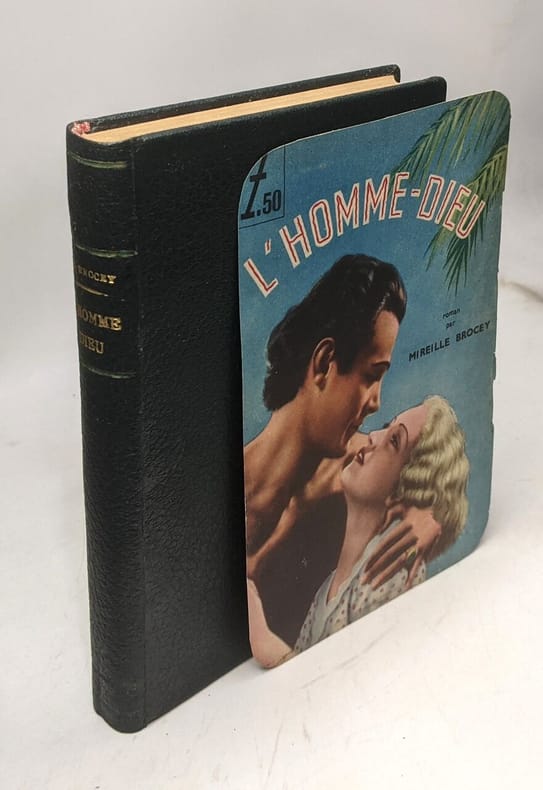 BROCEY
HOMME
DIEU
1.50
L'HOMME-DIEU
roman
par
MIREILLE BROCEY